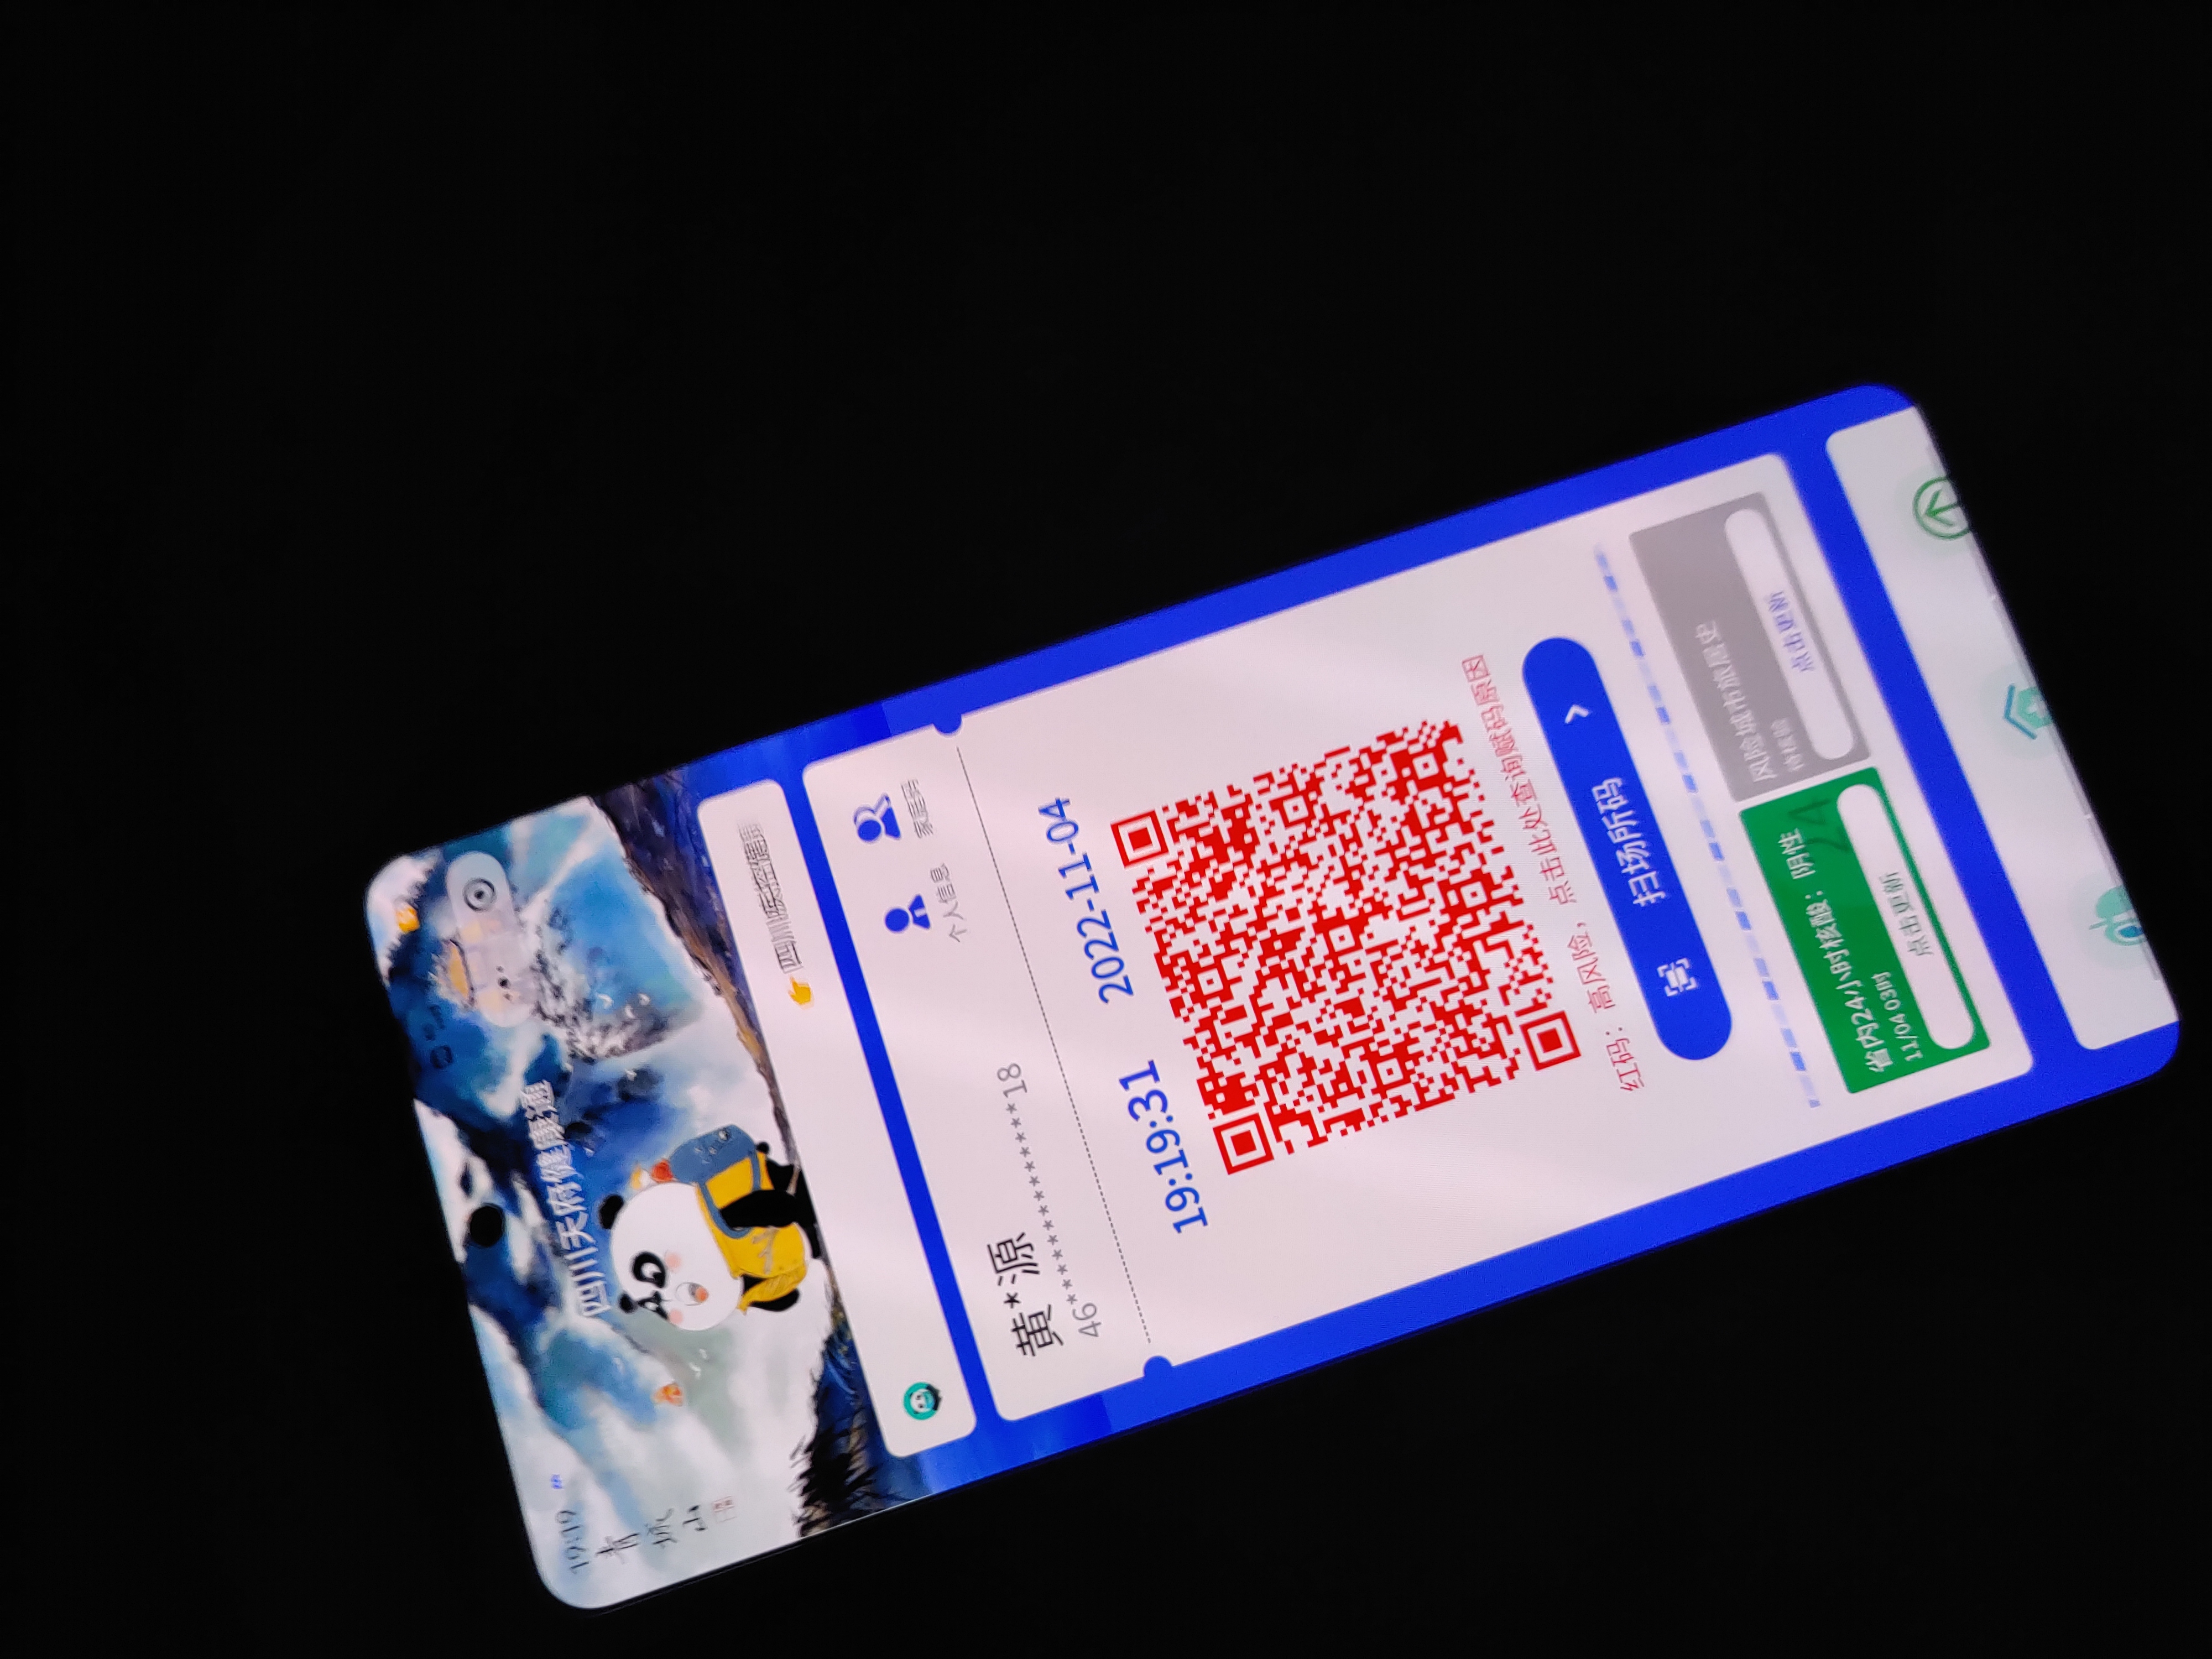 19:19
青城山
四川天府健康通
四川疾控健康
个人信息
家庭码
黄*源
46**************18
19:19:31 2022-11-04
红码：高风险，点击此处查询赋码原因
扫场所码
省内24小时核酸：阴性
11/04 03时
24
点击更新
风险城市旅居史
待核验
点击更新